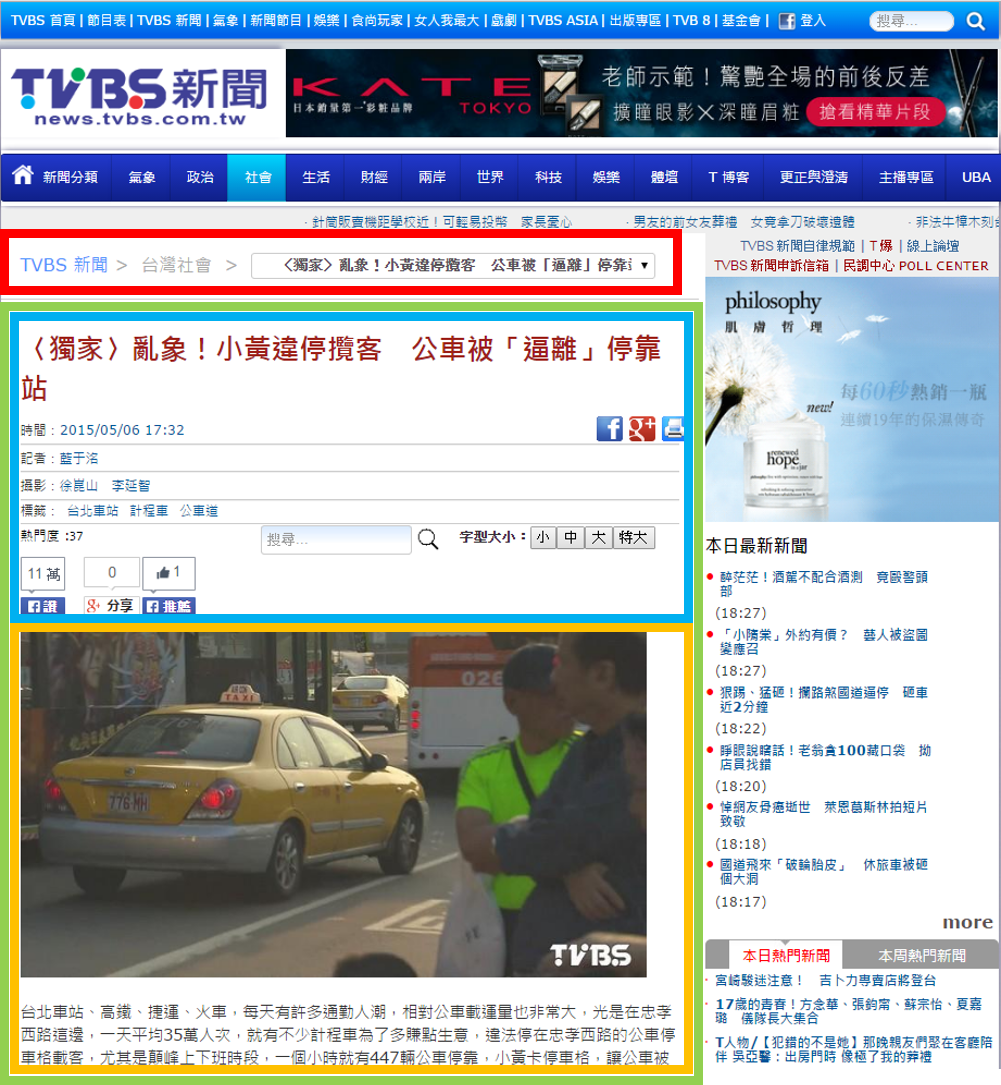 TVBS 首頁 | 節目表 | TVBS 新聞 | 氣象 | 新聞節目 | 娛樂 | 食尚玩家 | 女人我最大 | 戲劇 | TVBS ASIA | 出版專區 | TVB 8 | 基金會 | 登入 搜尋...
TVBS新聞
news.tvbs.com.tw
KATE
TOKYO
日本銷量第一彩粧品牌
老師示範！驚艷全場的前後反差
擴瞳眼影╳深瞳眉粧 搶看精華片段
新聞分類 氣象 政治 社會 生活 財經 兩岸 世界 科技 娛樂 體壇 T 博客 更正與澄清 主播專區 UBA
· 針筒販賣機距學校近！可輕易投幣 家長憂心 · 男友的前女友葬禮 女竟拿刀破壞遺體 · 非法牛樟木刻
TVBS 新聞 > 台灣社會 > 〈獨家〉亂象！小黃違停攬客 公車被「逼離」停靠
〈獨家〉亂象！小黃違停攬客 公車被「逼離」停靠
站
時間：2015/05/06 17:32
記者：藍于洺
攝影：徐崑山 李廷智
標籤： 台北車站 計程車 公車道
熱門度 :37 搜尋... 字型大小： 小 中 大 特大
11 萬 0 1
讚 分享 推薦
TAXI
026
776-MH
TVBS
台北車站、高鐵、捷運、火車，每天有許多通勤人潮，相對公車載運量也非常大，光是在忠孝
西路這邊，一天平均35萬人次，就有不少計程車為了多賺點生意，違法停在忠孝西路的公車停
車格載客，尤其是顛峰上下班時段，一個小時就有447輛公車停靠，小黃卡停車格，讓公車被
TVBS 新聞自律規範 | T 爆 | 線上論壇
TVBS 新聞申訴信箱 | 民調中心 POLL CENTER
philosophy
肌膚哲理
每60秒熱銷一瓶
new!
連續19年的保濕傳奇
renewed
hope
in a jar
本日最新新聞
醉茫茫！酒駕不配合酒測 竟毆警頭
部
(18:27)
「小隋棠」外約有價？ 藝人被盜圖
變應召
(18:27)
狠踢、猛砸！攔路煞國道逼停 砸車
近2分鐘
(18:22)
睜眼說瞎話！老翁貪100藏口袋 拗
店員找錯
(18:20)
悼網友骨癌逝世 萊恩葛斯林拍短片
致敬
(18:18)
國道飛來「破輪胎皮」 休旅車被砸
個大洞
(18:17)
more
本日熱門新聞 本周熱門新聞
宮崎駿迷注意！ 吉卜力專賣店將登台
17歲的青春！方念華、張鈞甯、蘇宗怡、夏嘉
璐 儀隊長大集合
T人物/【犯錯的不是她】那晚親友們聚在客廳陪
伴 吳亞馨：出房門時 像極了我的葬禮